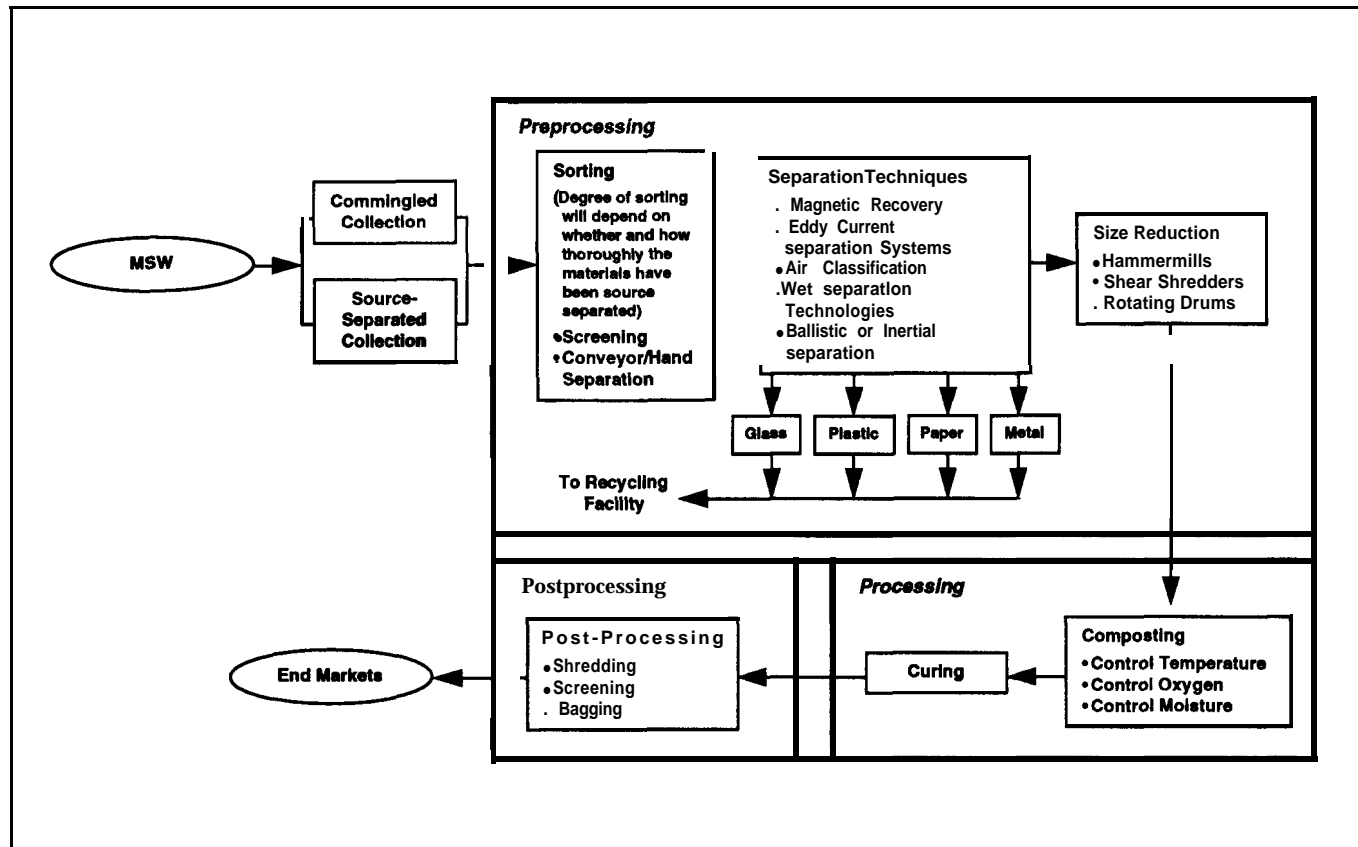 Preprocessing
MSW
Commingled
Collection
Source-
Separated
Collection
Sorting
(Degree of sorting
will depend on
whether and how
thoroughly the
materials have
been source
separated)
•Screening
•Conveyor/Hand
Separation
SeparationTechniques
. Magnetic Recovery
. Eddy Current
separation Systems
•Air Classification
.Wet separation
Technologies
•Ballistic or Inertial
separation
Size Reduction
•Hammermills
•Shear Shredders
. Rotating Drums
Glass
Plastic
Paper
Metal
To Recycling
Facility
Postprocessing
Post-Processing
•Shredding
•Screening
. Bagging
End Markets
Processing
Curing
Composting
•Control Temperature
•Control Oxygen
•Control Moisture